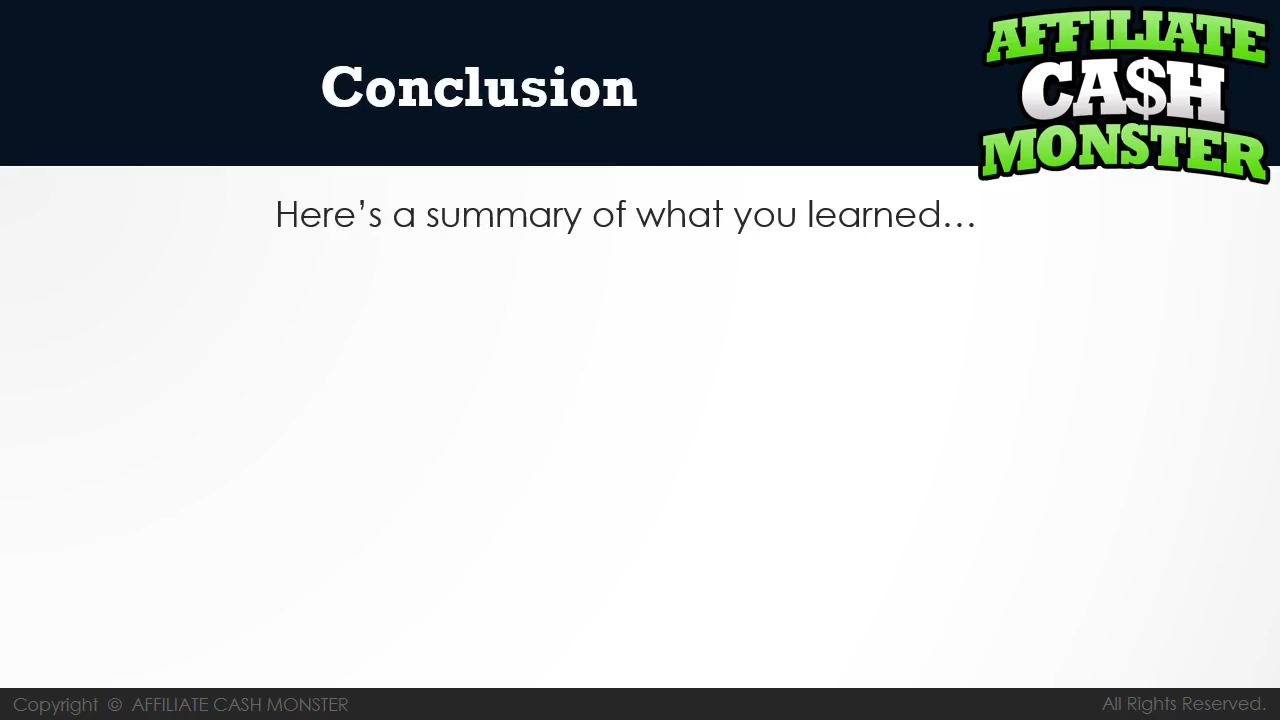 Conclusion
AFFILIATE
CA$H
MONSTER
Here’s a summary of what you learned…
Copyright © AFFILIATE CASH MONSTER
All Rights Reserved.